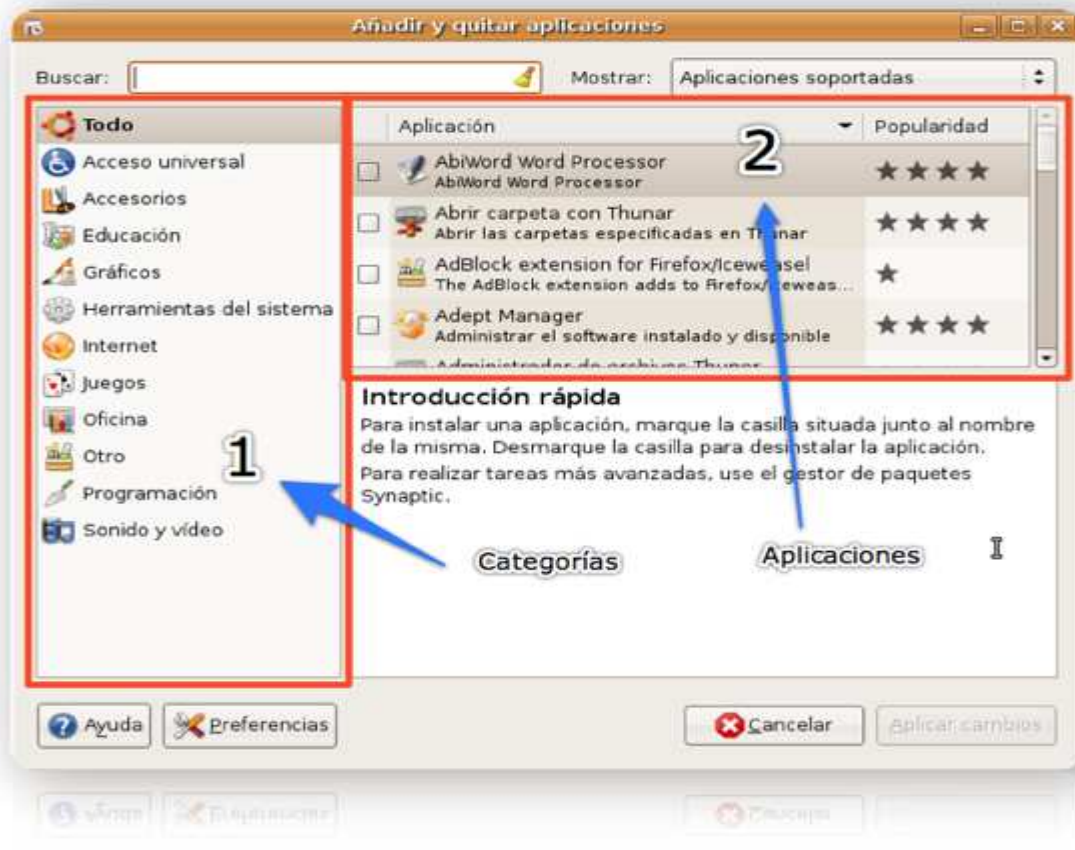 Añadir y quitar aplicaciones
Buscar:
Mostrar: Aplicaciones soportadas
Todo
Acceso universal
Accesorios
Educación
Gráficos
Herramientas del sistema
Internet
Juegos
Oficina
Otro
Programación
Sonido y vídeo
1
Categorías
Aplicación Popularidad
2
AbiWord Word Processor
AbiWord Word Processor
Abrir carpeta con Thunar
Abrir las carpetas especificadas en Thunar
AdBlock extension for Firefox/Iceweasel
The AdBlock extension adds to Firefox/Iceweas...
Adept Manager
Administrar el software instalado y disponible
Administrador de archivos Thunar
Introducción rápida
Para instalar una aplicación, marque la casilla situada junto al nombre
de la misma. Desmarque la casilla para desinstalar la aplicación.
Para realizar tareas más avanzadas, use el gestor de paquetes
Synaptic.
Aplicaciones
Ayuda Preferencias Cancelar Aplicar cambios